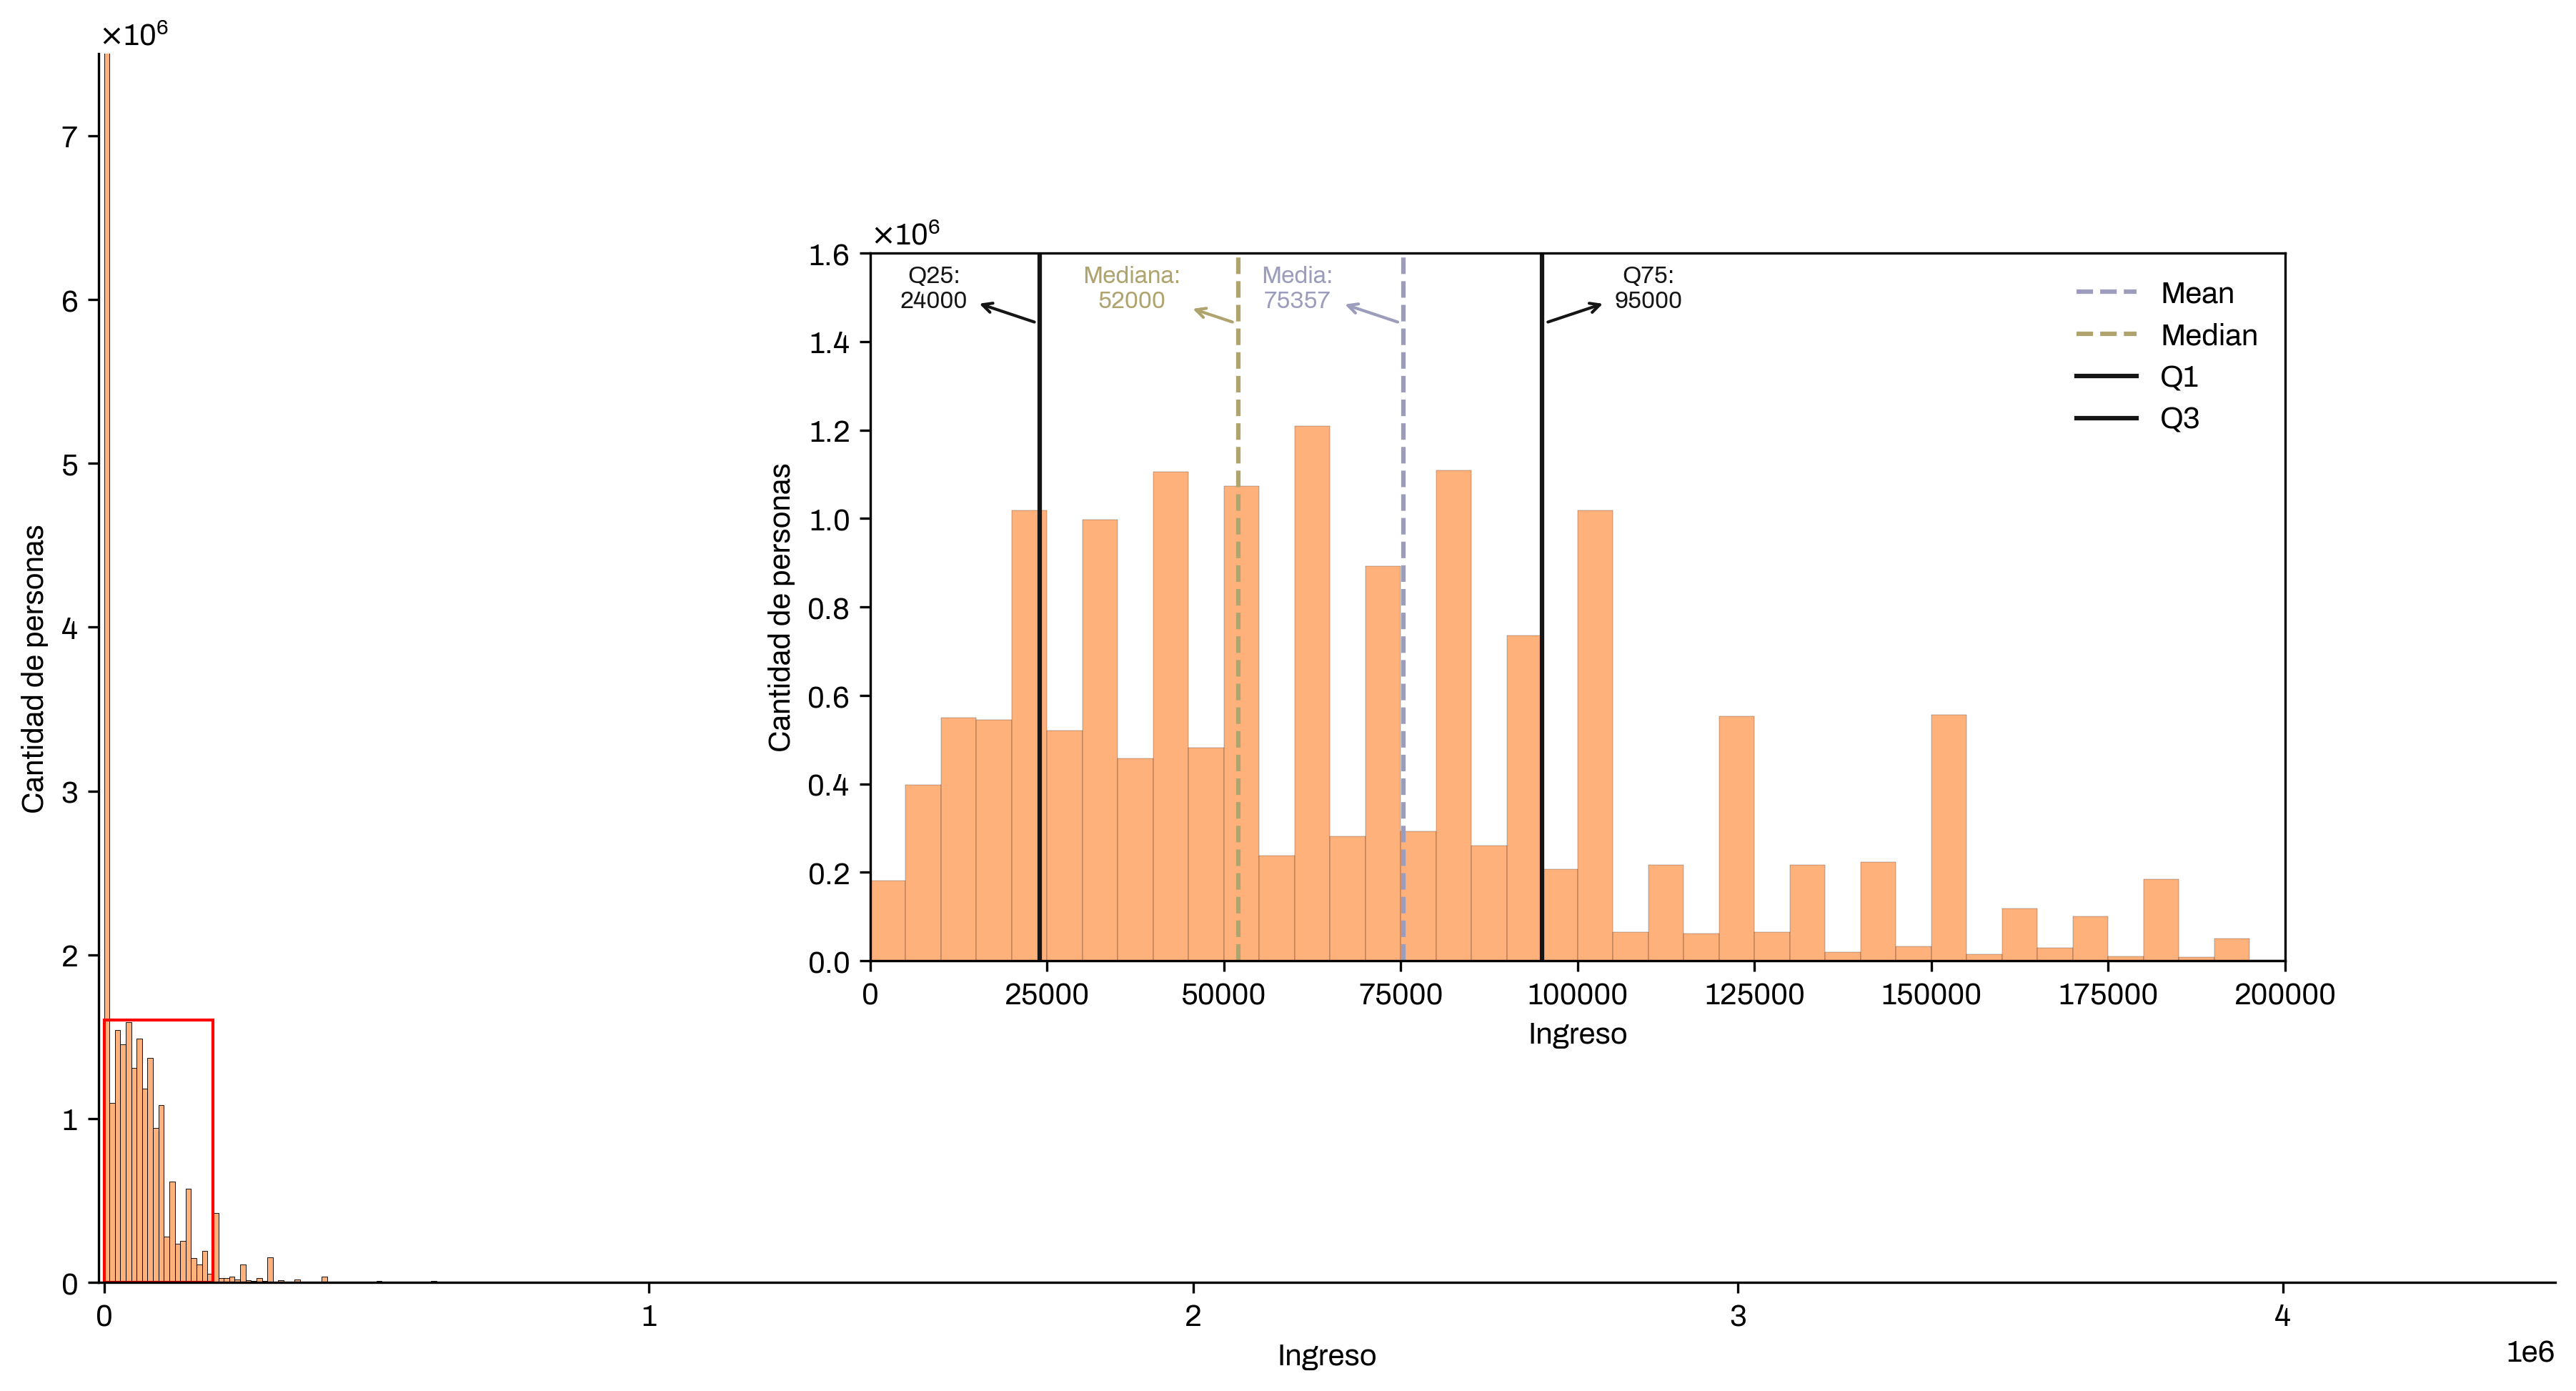 ×10⁶
7
6
5
4
3
2
1
0
Cantidad de personas
0
1
2
3
4
Ingreso
1e6
×10⁶
1.6
1.4
1.2
1.0
0.8
0.6
0.4
0.2
0.0
Cantidad de personas
Q25:
24000
Mediana:
52000
Media:
75357
Q75:
95000
Mean
Median
Q1
Q3
0
25000
50000
75000
100000
125000
150000
175000
200000
Ingreso